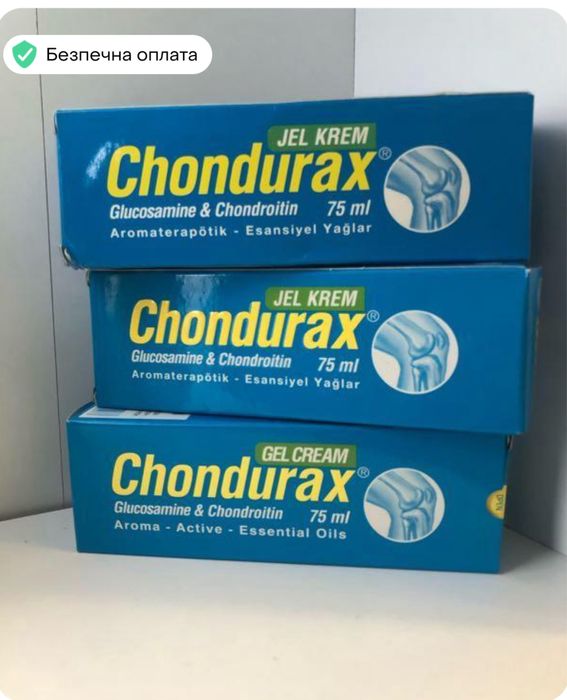 Безпечна оплата
JEL KREM
Chondurax®
Glucosamine & Chondroitin 75 ml
Aromaterapötik - Esansiyel Yağlar
JEL KREM
Chondurax®
Glucosamine & Chondroitin 75 ml
Aromaterapötik - Esansiyel Yağlar
GEL CREAM
Chondurax®
Glucosamine & Chondroitin 75 ml
Aroma - Active - Essential Oils
OPEN